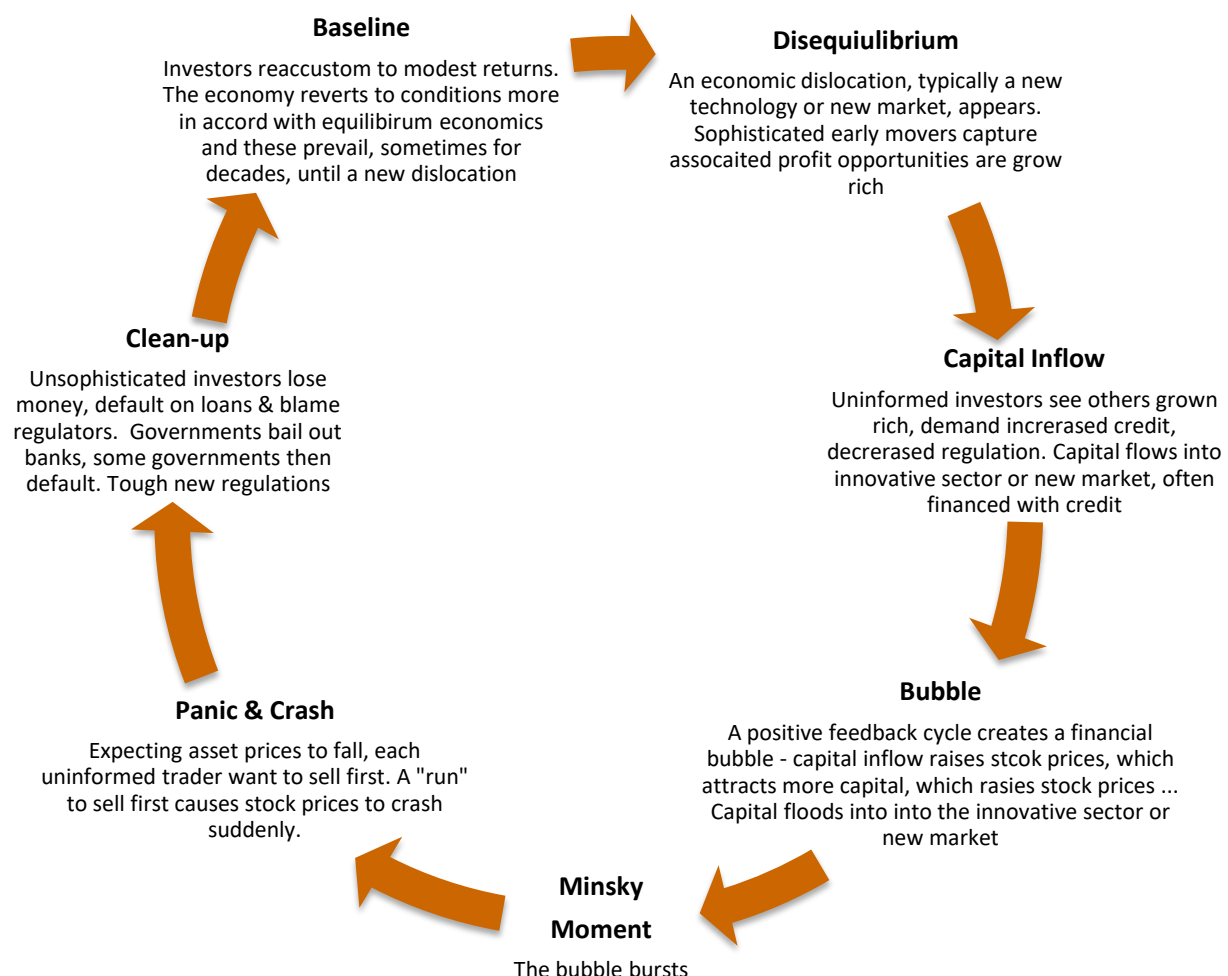 Baseline
Investors reaccustom to modest returns.
The economy reverts to conditions more
in accord with equilibirum economics
and these prevail, sometimes for
decades, until a new dislocation
Disequiulibrium
An economic dislocation, typically a new
technology or new market, appears.
Sophisticated early movers capture
assocaited profit opportunities are grow
rich
Capital Inflow
Uninformed investors see others grown
rich, demand increrased credit,
decrerased regulation. Capital flows into
innovative sector or new market, often
financed with credit
Bubble
A positive feedback cycle creates a financial
bubble - capital inflow raises stcok prices, which
attracts more capital, which rasies stock prices ...
Capital floods into into the innovative sector or
new market
Minsky
Moment
The bubble bursts
Panic & Crash
Expecting asset prices to fall, each
uninformed trader want to sell first. A "run"
to sell first causes stock prices to crash
suddenly.
Clean-up
Unsophisticated investors lose
money, default on loans & blame
regulators.  Governments bail out
banks, some governments then
default. Tough new regulations